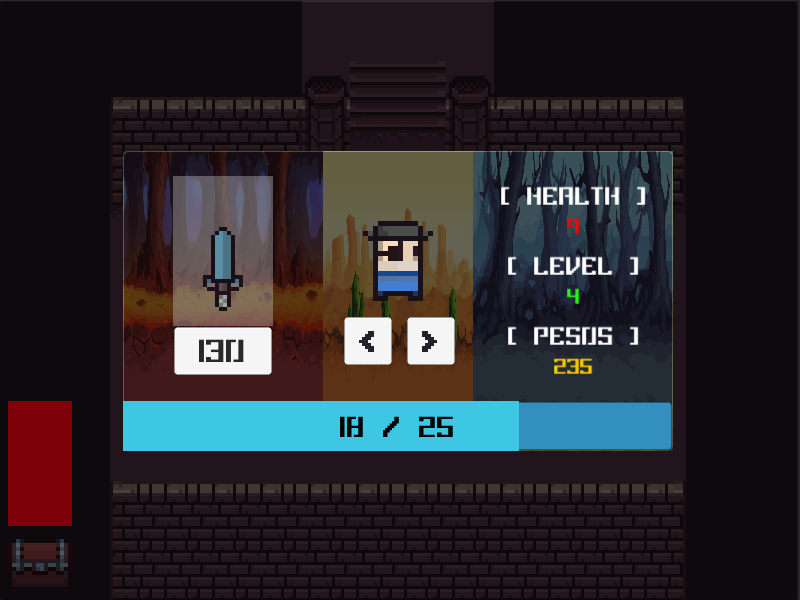 [ HEALTH ]
9
[ LEVEL ]
4
[ PESOS ]
235
130
< >
18 / 25